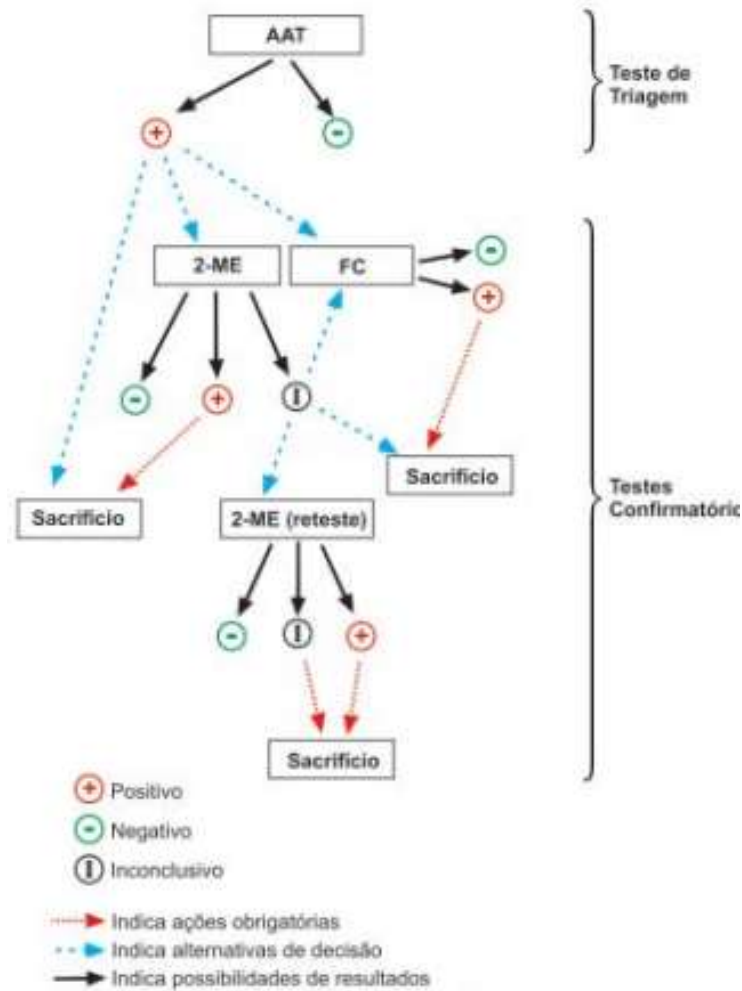 AAT
Teste de
Triagem
+
-
2-ME
FC
-
+
-
+
I
Sacrifício
Sacrifício
2-ME (reteste)
Testes
Confirmatório
-
I
+
Sacrifício
+ Positivo
- Negativo
I Inconclusivo
Indica ações obrigatórias
Indica alternativas de decisão
Indica possibilidades de resultados